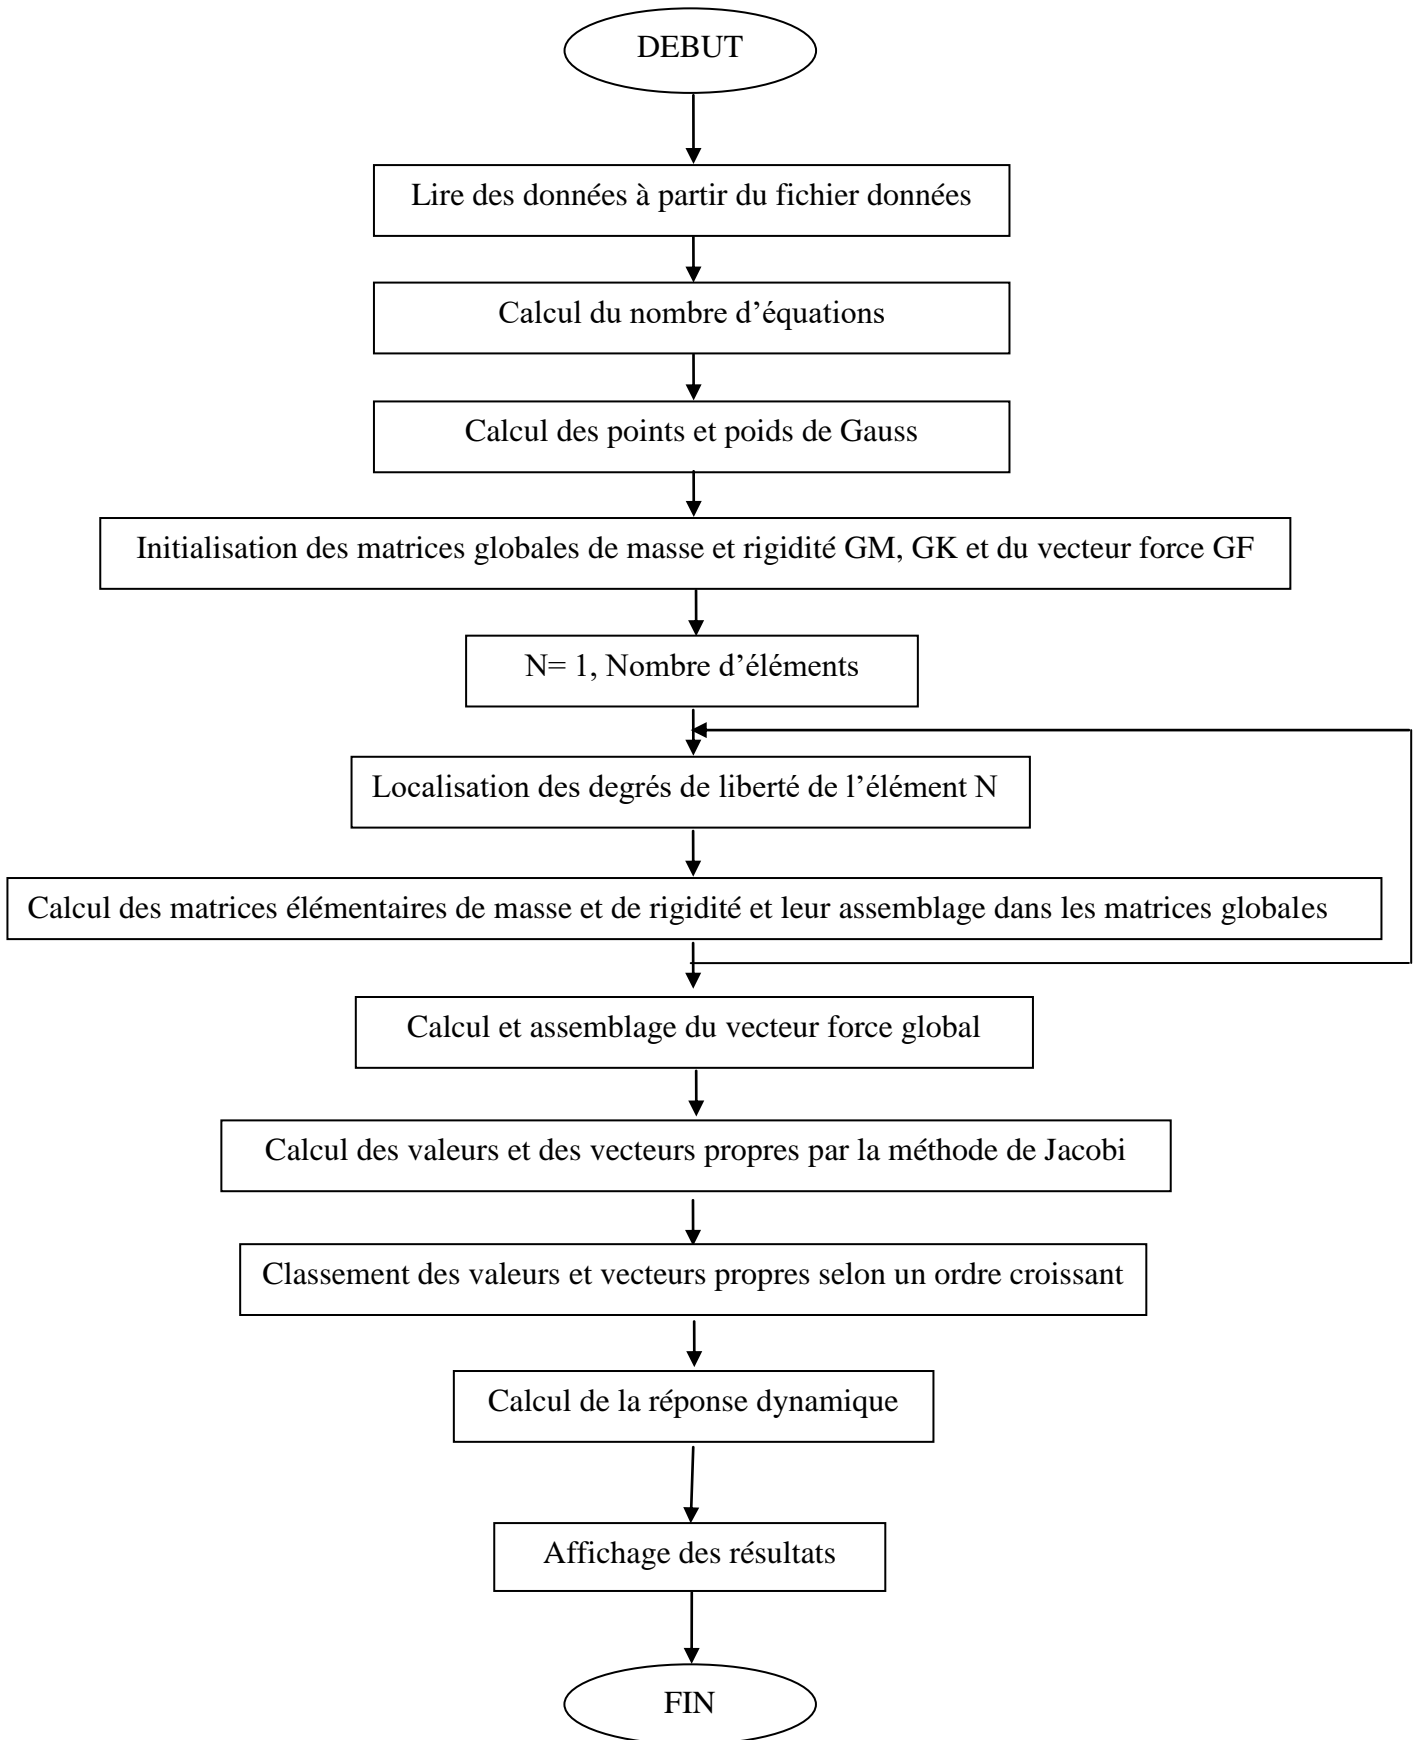 DEBUT
Lire des données à partir du fichier données
Calcul du nombre d’équations
Calcul des points et poids de Gauss
Initialisation des matrices globales de masse et rigidité GM, GK et du vecteur force GF
N= 1, Nombre d’éléments
Localisation des degrés de liberté de l’élément N
Calcul des matrices élémentaires de masse et de rigidité et leur assemblage dans les matrices globales
Calcul et assemblage du vecteur force global
Calcul des valeurs et des vecteurs propres par la méthode de Jacobi
Classement des valeurs et vecteurs propres selon un ordre croissant
Calcul de la réponse dynamique
Affichage des résultats
FIN